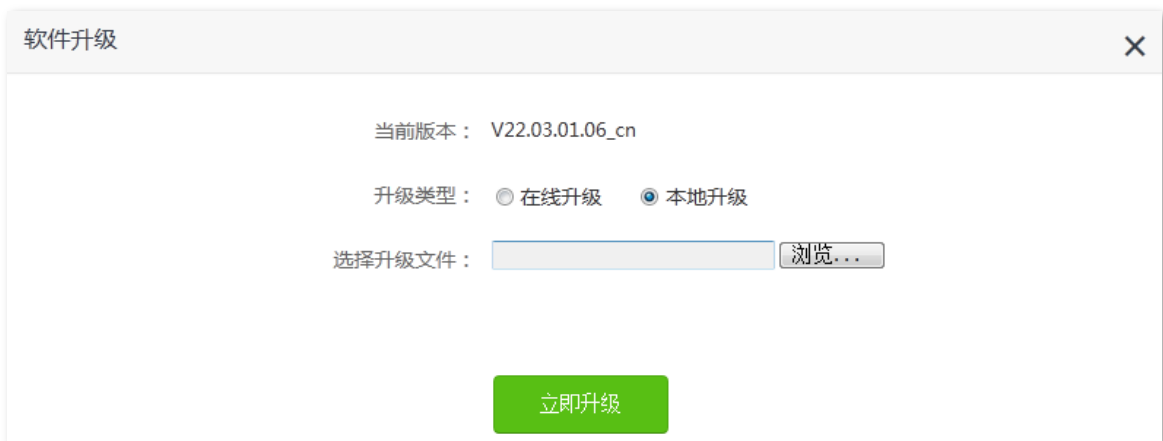 软件升级
当前版本： V22.03.01.06_cn
升级类型： 在线升级 本地升级
选择升级文件： 浏览...
立即升级